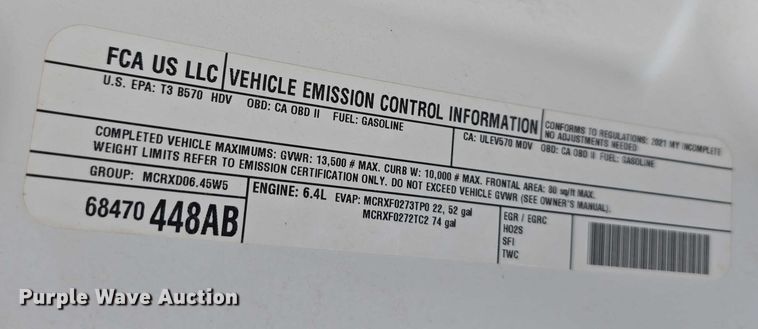 FCA US LLC
VEHICLE EMISSION CONTROL INFORMATION
CONFORMS TO REGULATIONS: 2021 MY INCOMPLETE
NO ADJUSTMENTS NEEDED
U.S. EPA: T3 B570 HDV OBD: CA OBD II FUEL: GASOLINE
CA: ULEV570 MDV OBD: CA OBD II FUEL: GASOLINE
COMPLETED VEHICLE MAXIMUMS: GVWR: 13,500 # MAX. CURB W: 10,000 # MAX. FRONTAL AREA: 80 sq/ft MAX.
WEIGHT LIMITS REFER TO EMISSION CERTIFICATION ONLY. DO NOT EXCEED VEHICLE GVWR (SEE OWNER'S MANUAL).
GROUP: MCRXD06.45W5
ENGINE: 6.4L EVAP: MCRXF0273TP0 22, 52 gal
MCRXF0272TC2 74 gal
68470 448AB
EGR / EGRC
HO2S
SFI
TWC
Purple Wave Auction